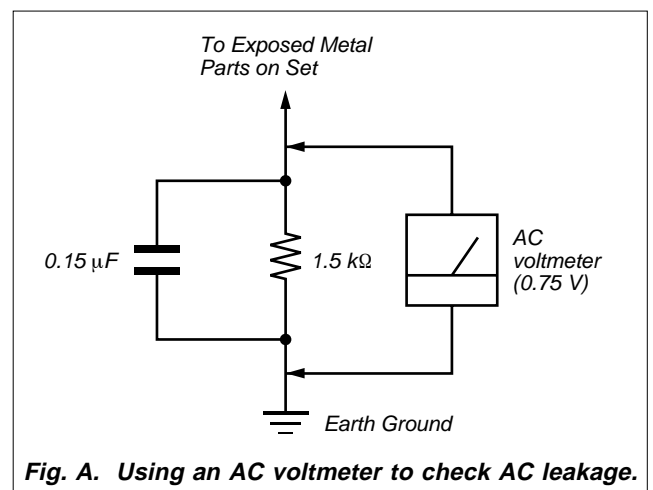 To Exposed Metal
Parts on Set
0.15 μF
1.5 kΩ
AC
voltmeter
(0.75 V)
Earth Ground
Fig. A. Using an AC voltmeter to check AC leakage.